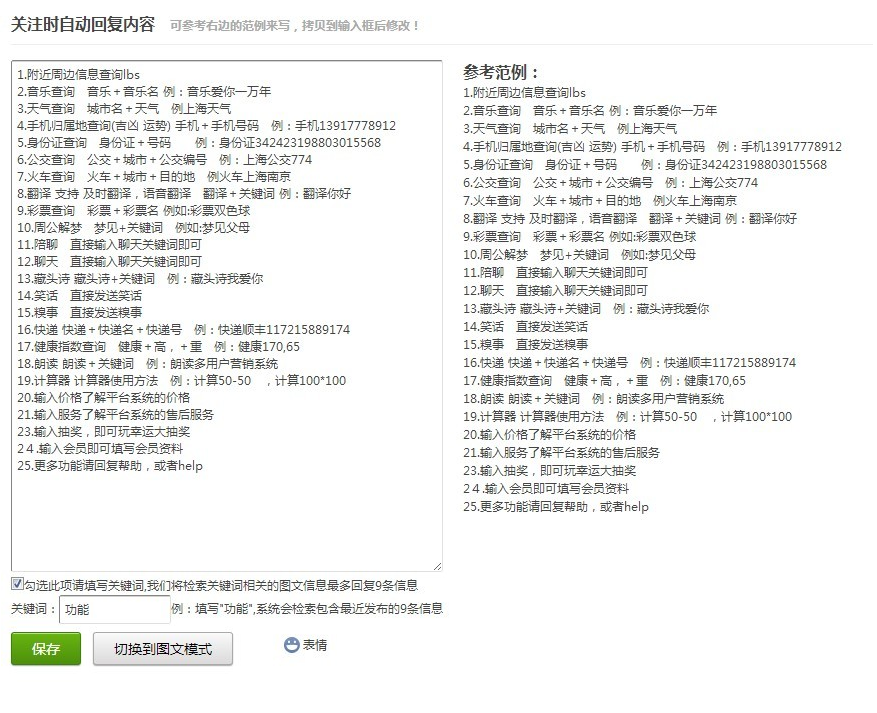 关注时自动回复内容 可参考右边的范例来写，拷贝到输入框后修改！
1.附近周边信息查询lbs
2.音乐查询　音乐＋音乐名 例：音乐爱你一万年
3.天气查询　城市名＋天气　例上海天气
4.手机归属地查询(吉凶 运势) 手机＋手机号码　例：手机13917778912
5.身份证查询　身份证＋号码　　例：身份证342423198803015568
6.公交查询　公交＋城市＋公交编号　例：上海公交774
7.火车查询　火车＋城市＋目的地　例火车上海南京
8.翻译 支持 及时翻译，语音翻译　翻译＋关键词 例：翻译你好
9.彩票查询　彩票＋彩票名 例如:彩票双色球
10.周公解梦　梦见+关键词　例如:梦见父母
11.陪聊　直接输入聊天关键词即可
12.聊天　直接输入聊天关键词即可
13.藏头诗 藏头诗+关键词　例：藏头诗我爱你
14.笑话　直接发送笑话
15.糗事　直接发送糗事
16.快递 快递＋快递名＋快递号　例：快递顺丰117215889174
17.健康指数查询　健康＋高，＋重　例：健康170,65
18.朗读 朗读＋关键词　例：朗读多用户营销系统
19.计算器 计算器使用方法　例：计算50-50　，计算100*100
20.输入价格了解平台系统的价格
21.输入服务了解平台系统的售后服务
23.输入抽奖，即可玩幸运大抽奖
2４.输入会员即可填写会员资料
25.更多功能请回复帮助，或者help
参考范例：
1.附近周边信息查询lbs
2.音乐查询　音乐＋音乐名 例：音乐爱你一万年
3.天气查询　城市名＋天气　例上海天气
4.手机归属地查询(吉凶 运势) 手机＋手机号码　例：手机13917778912
5.身份证查询　身份证＋号码　　例：身份证342423198803015568
6.公交查询　公交＋城市＋公交编号　例：上海公交774
7.火车查询　火车＋城市＋目的地　例火车上海南京
8.翻译 支持 及时翻译，语音翻译　翻译＋关键词 例：翻译你好
9.彩票查询　彩票＋彩票名 例如:彩票双色球
10.周公解梦　梦见+关键词　例如:梦见父母
11.陪聊　直接输入聊天关键词即可
12.聊天　直接输入聊天关键词即可
13.藏头诗 藏头诗+关键词　例：藏头诗我爱你
14.笑话　直接发送笑话
15.糗事　直接发送糗事
16.快递 快递＋快递名＋快递号　例：快递顺丰117215889174
17.健康指数查询　健康＋高，＋重　例：健康170,65
18.朗读 朗读＋关键词　例：朗读多用户营销系统
19.计算器 计算器使用方法　例：计算50-50　，计算100*100
20.输入价格了解平台系统的价格
21.输入服务了解平台系统的售后服务
23.输入抽奖，即可玩幸运大抽奖
2４.输入会员即可填写会员资料
25.更多功能请回复帮助，或者help
勾选此项请填写关键词,我们将检索关键词相关的图文信息最多回复9条信息
关键词： 功能 例：填写"功能",系统会检索包含最近发布的9条信息
保存 切换到图文模式 表情